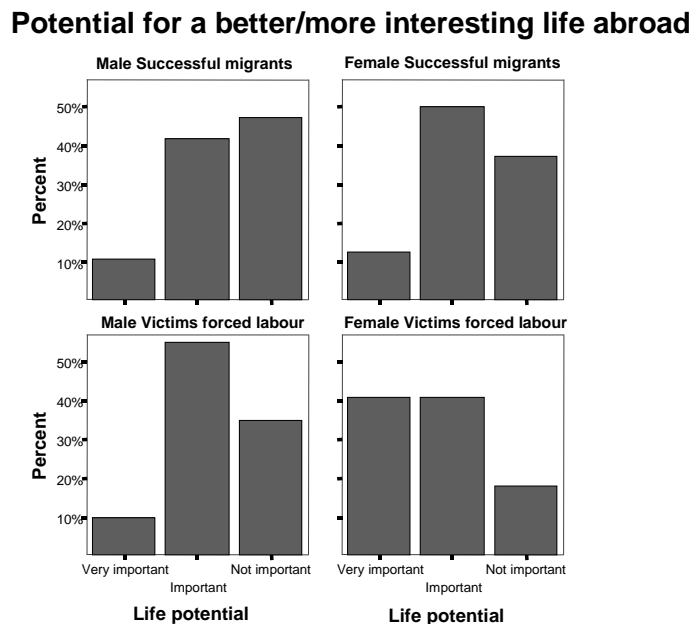 Potential for a better/more interesting life abroad
Male Successful migrants
Female Successful migrants
50%
40%
30%
20%
10%
Percent
Male Victims forced labour
Female Victims forced labour
50%
40%
30%
20%
10%
Percent
Very important
Important
Not important
Very important
Important
Not important
Life potential
Life potential